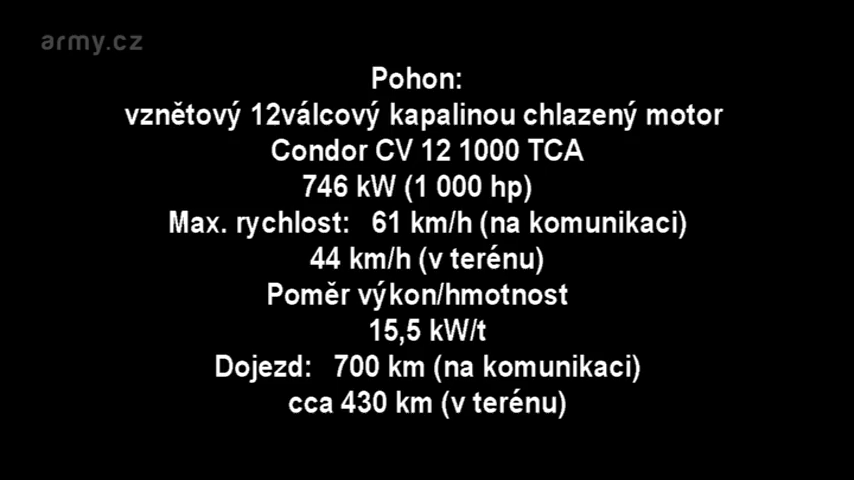 army.cz
Pohon:
vznětový 12válcový kapalinou chlazený motor
Condor CV 12 1000 TCA
746 kW (1 000 hp)
Max. rychlost: 61 km/h (na komunikaci)
44 km/h (v terénu)
Poměr výkon/hmotnost
15,5 kW/t
Dojezd: 700 km (na komunikaci)
cca 430 km (v terénu)